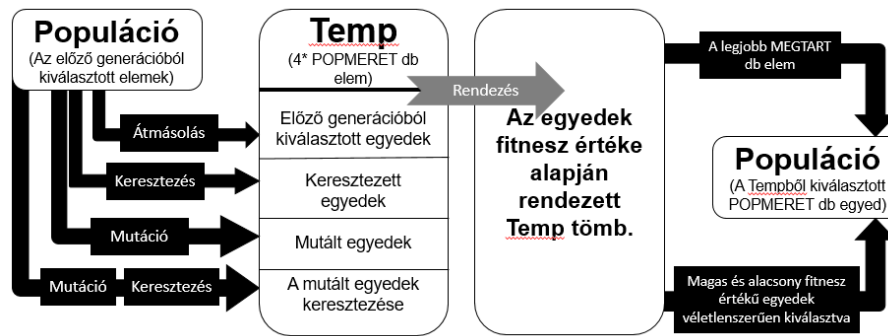 Populáció
(Az előző generációból
kiválasztott elemek)
Átmásolás
Keresztezés
Mutáció
Mutáció
Keresztezés
Temp
(4* POPMERET db
elem)
Előző generációból
kiválasztott egyedek
Keresztezett
egyedek
Mutált egyedek
A mutált egyedek
keresztezése
Rendezés
Az egyedek
fitnesz értéke
alapján
rendezett
Temp tömb.
A legjobb MEGTART
db elem
Populáció
(A Tempből kiválasztott
POPMERET db egyed)
Magas és alacsony fitnesz
értékű egyedek
véletlenszerűen kiválasztva